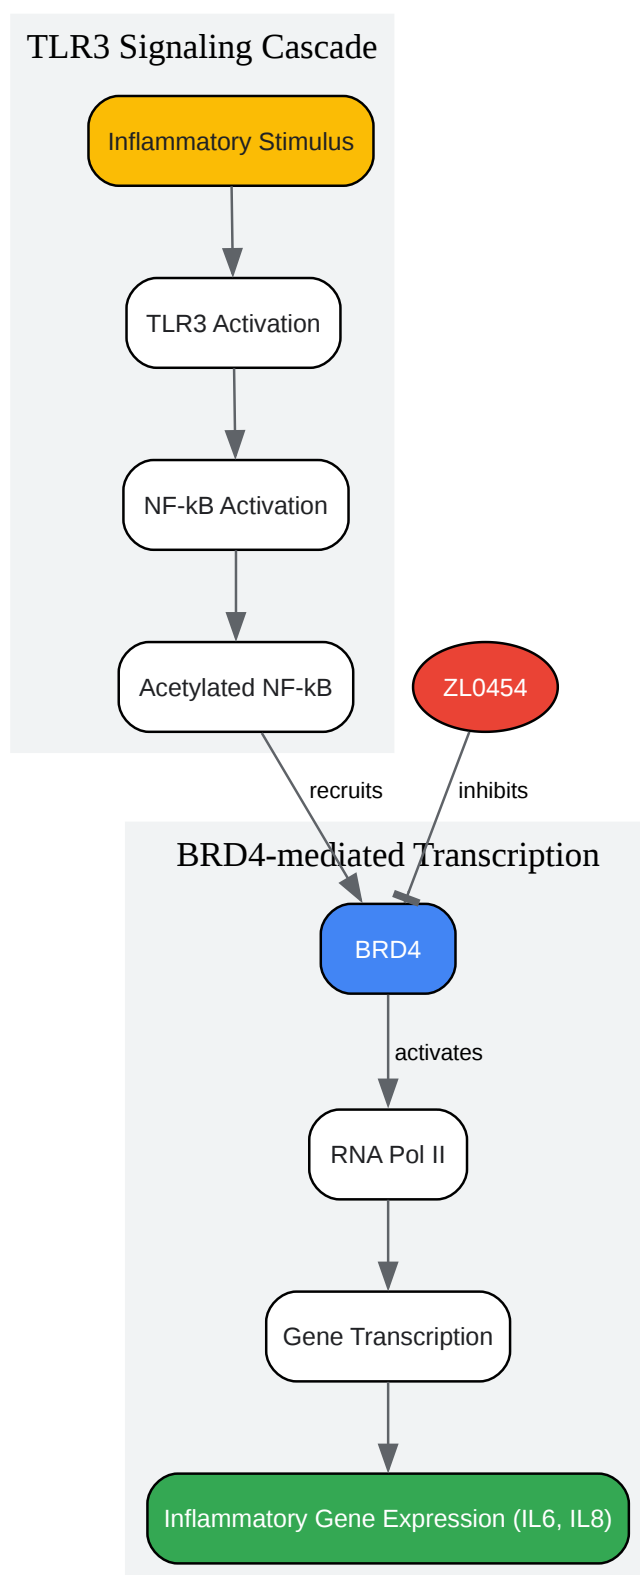 TLR3 Signaling Cascade
Inflammatory Stimulus
TLR3 Activation
NF-kB Activation
Acetylated NF-kB
ZL0454
recruits
inhibits
BRD4-mediated Transcription
BRD4
activates
RNA Pol II
Gene Transcription
Inflammatory Gene Expression (IL6, IL8)